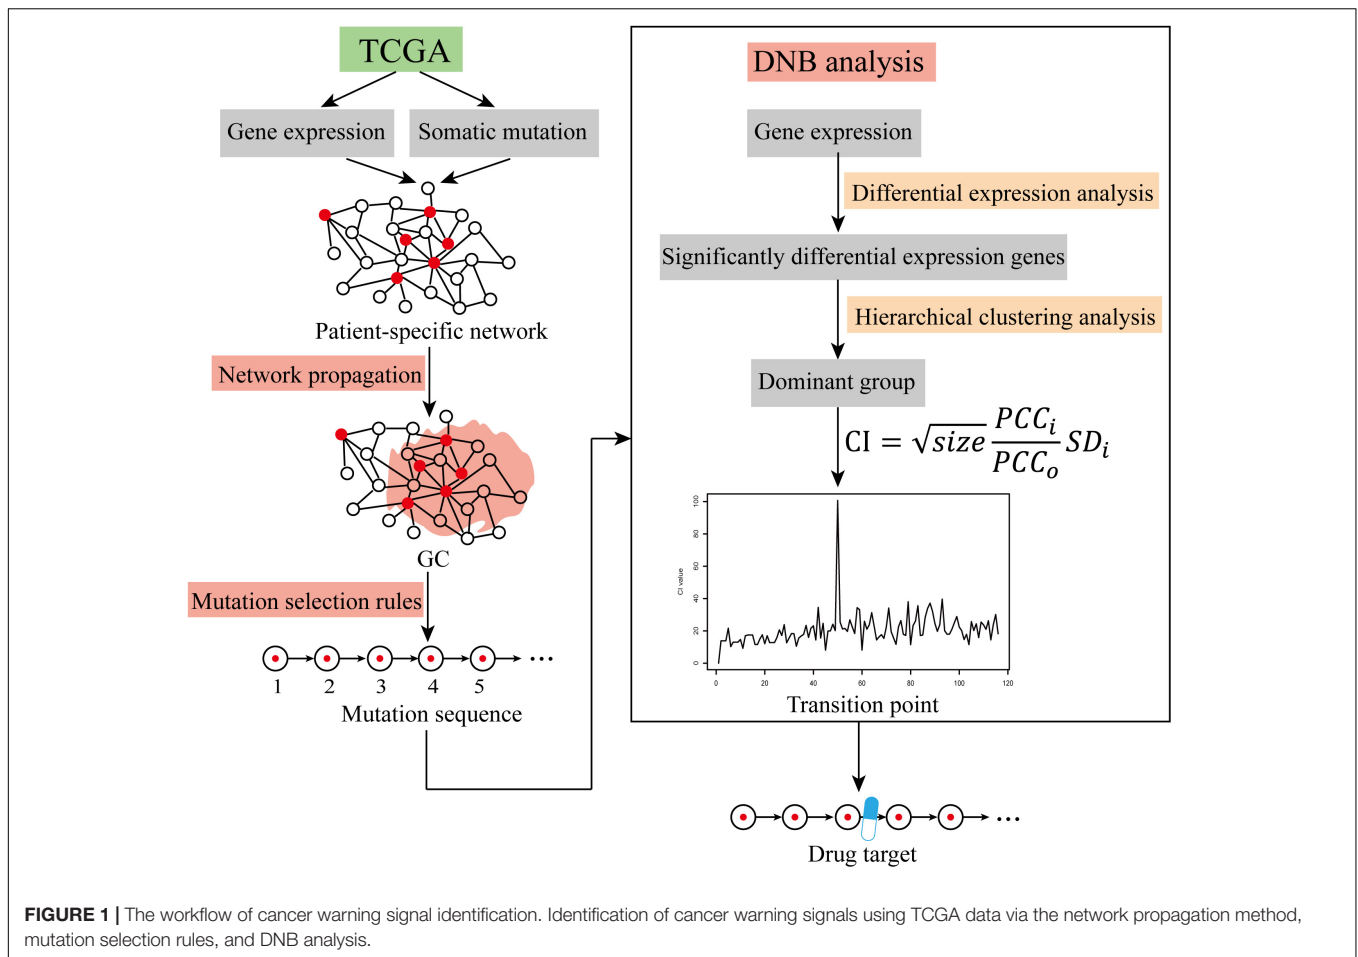 TCGA
Gene expression
Somatic mutation
Patient-specific network
Network propagation
GC
Mutation selection rules
1 2 3 4 5
...
Mutation sequence
DNB analysis
Gene expression
Differential expression analysis
Significantly differential expression genes
Hierarchical clustering analysis
Dominant group
CI = √size PCCi/PCCo SDi
CI value
100
80
60
40
20
0
0 20 40 60 80 100 120
Transition point
...
Drug target
FIGURE 1 | The workflow of cancer warning signal identification. Identification of cancer warning signals using TCGA data via the network propagation method,
mutation selection rules, and DNB analysis.